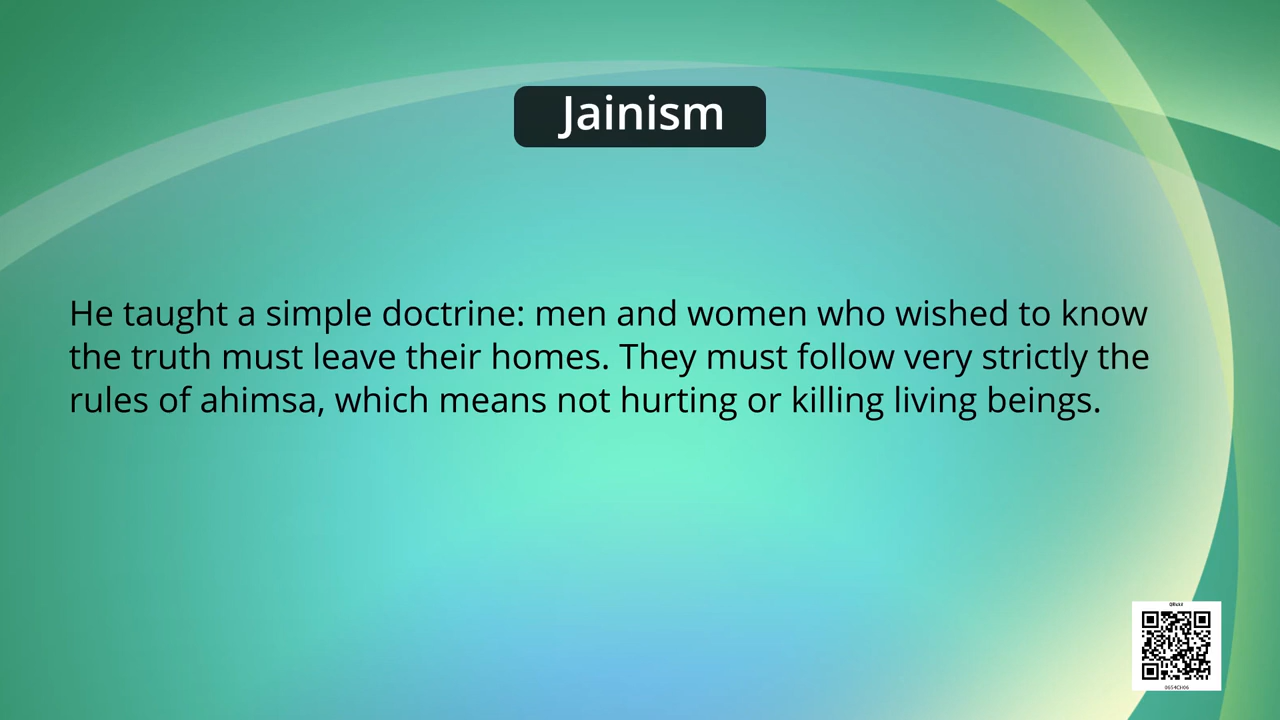 Jainism
He taught a simple doctrine: men and women who wished to know
the truth must leave their homes. They must follow very strictly the
rules of ahimsa, which means not hurting or killing living beings.
0654CH06